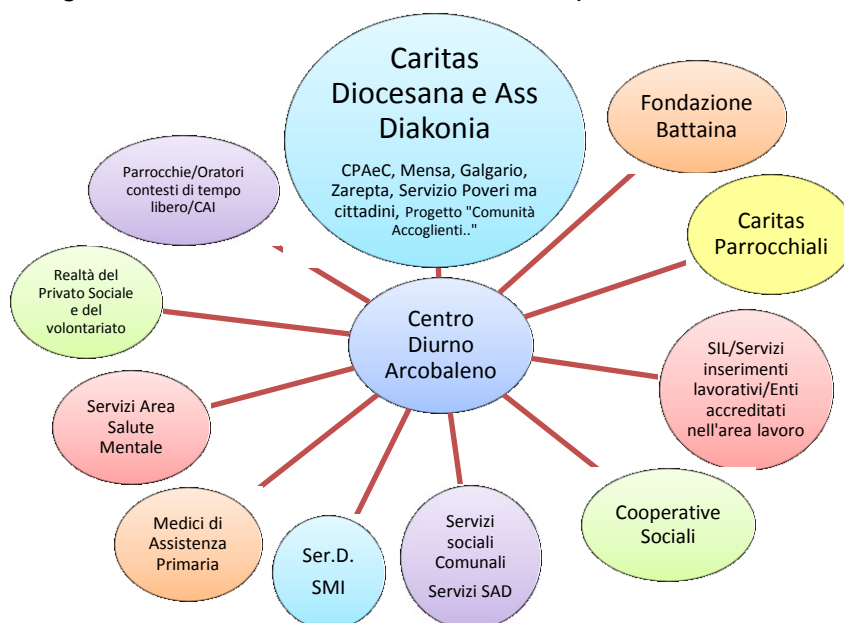 Caritas
Diocesana e Ass
Diakonia
CPAeC, Mensa, Galgario,
Zarepta, Servizio Poveri ma
cittadini, Progetto "Comunità
Accoglienti.."
Fondazione
Battaina
Caritas
Parrocchiali
SIL/Servizi
inserimenti
lavorativi/Enti
accreditati
nell'area lavoro
Cooperative
Sociali
Servizi
sociali
Comunali
Servizi SAD
Ser.D.
SMI
Medici di
Assistenza
Primaria
Servizi Area
Salute
Mentale
Realtà del
Privato Sociale
e del
volontariato
Parrocchie/Oratori
contesti di tempo
libero/CAI
Centro
Diurno
Arcobaleno